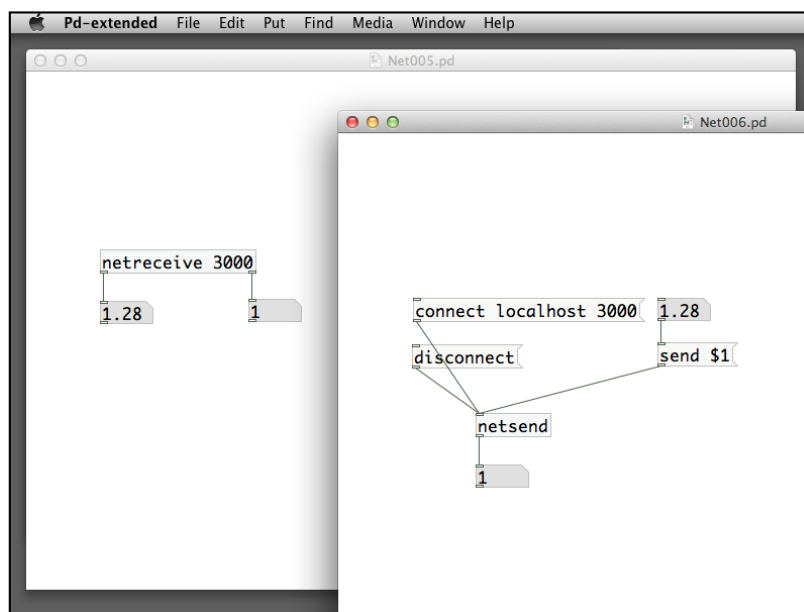 Pd-extended File Edit Put Find Media Window Help
Net005.pd
netreceive 3000
1.28 1
Net006.pd
connect localhost 3000 1.28
disconnect send $1
netsend
1